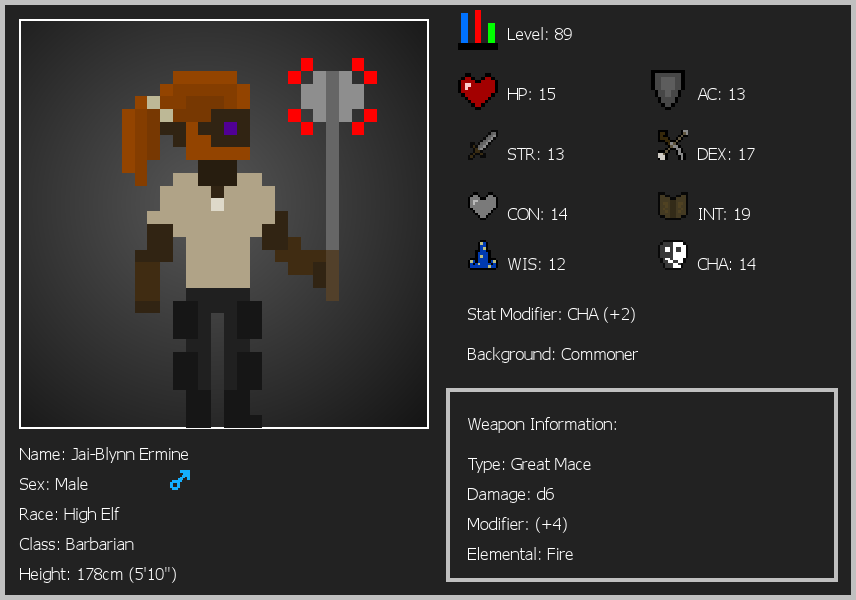 Level: 89
HP: 15
AC: 13
STR: 13
DEX: 17
CON: 14
INT: 19
WIS: 12
CHA: 14
Stat Modifier: CHA (+2)
Background: Commoner
Weapon Information:
Type: Great Mace
Damage: d6
Modifier: (+4)
Elemental: Fire
Name: Jai-Blynn Ermine
Sex: Male
Race: High Elf
Class: Barbarian
Height: 178cm (5'10")